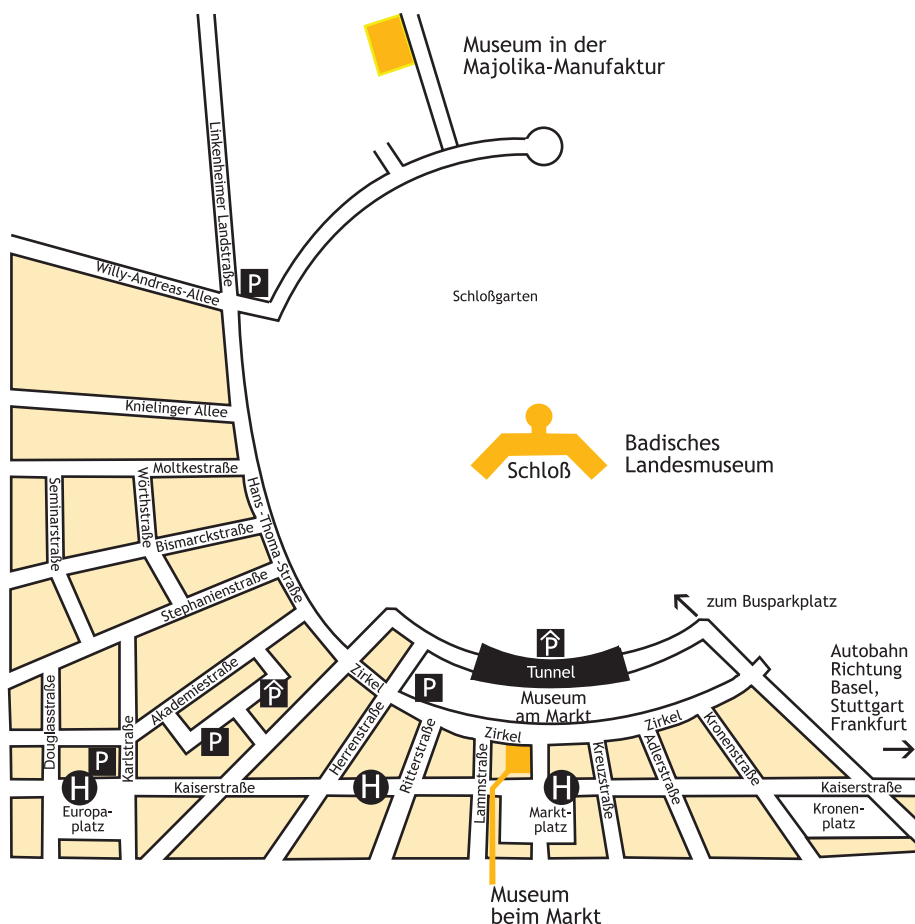 Museum in der
Majolika-Manufaktur
Linkenheimer Landstraße
Willy-Andreas-Allee
P
Schloßgarten
Knielinger Allee
Badisches
Landesmuseum
Schloß
Moltkestraße
Seminarstraße
Wörthstraße
Hans-Thoma-Straße
Bismarckstraße
Stephanienstraße
zum Busparkplatz
P
Tunnel
Autobahn
Richtung
Basel,
Stuttgart
Frankfurt
Museum
am Markt
Zirkel
P
Akademiestraße
P
Douglasstraße
Karlstraße
P
P
Herrenstraße
Ritterstraße
Zirkel
Lammstraße
Kreuzstraße
Zirkel
Adlerstraße
Kronenstraße
H
Kaiserstraße
H
H
Kaiserstraße
Europa-
platz
Markt-
platz
Kronen-
platz
Museum
beim Markt